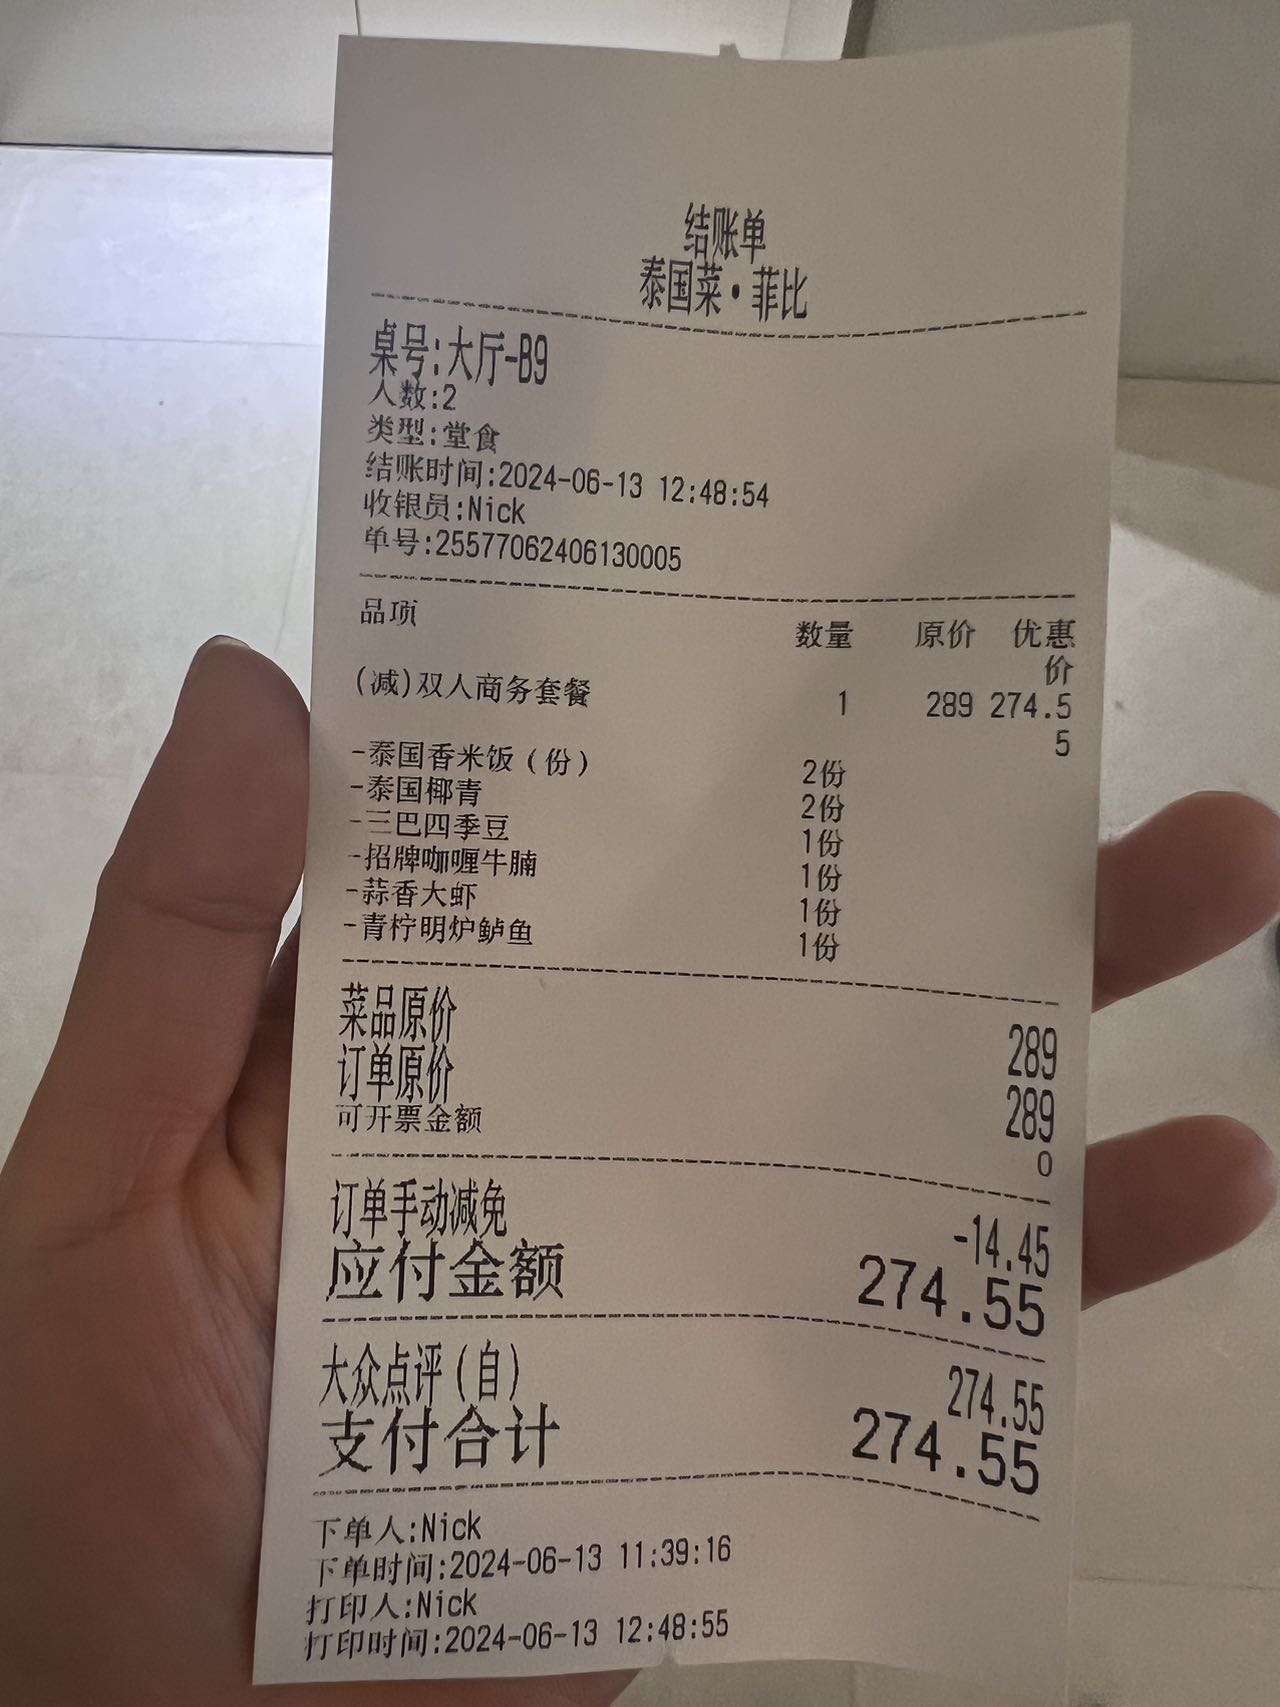 结账单
泰国菜·菲比
桌号:大厅-B9
人数:2
类型:堂食
结账时间:2024-06-13 12:48:54
收银员:Nick
单号:25577062406130005
品项 数量 原价 优惠
价
(减)双人商务套餐 1 289 274.5
5
-泰国香米饭(份) 2份
-泰国椰青 2份
-三巴四季豆 1份
-招牌咖喱牛腩 1份
-蒜香大虾 1份
-青柠明炉鲈鱼 1份
菜品原价 289
订单原价 289
可开票金额 0
订单手动减免 -14.45
应付金额 274.55
大众点评(自) 274.55
支付合计 274.55
下单人:Nick
下单时间:2024-06-13 11:39:16
打印人:Nick
打印时间:2024-06-13 12:48:55